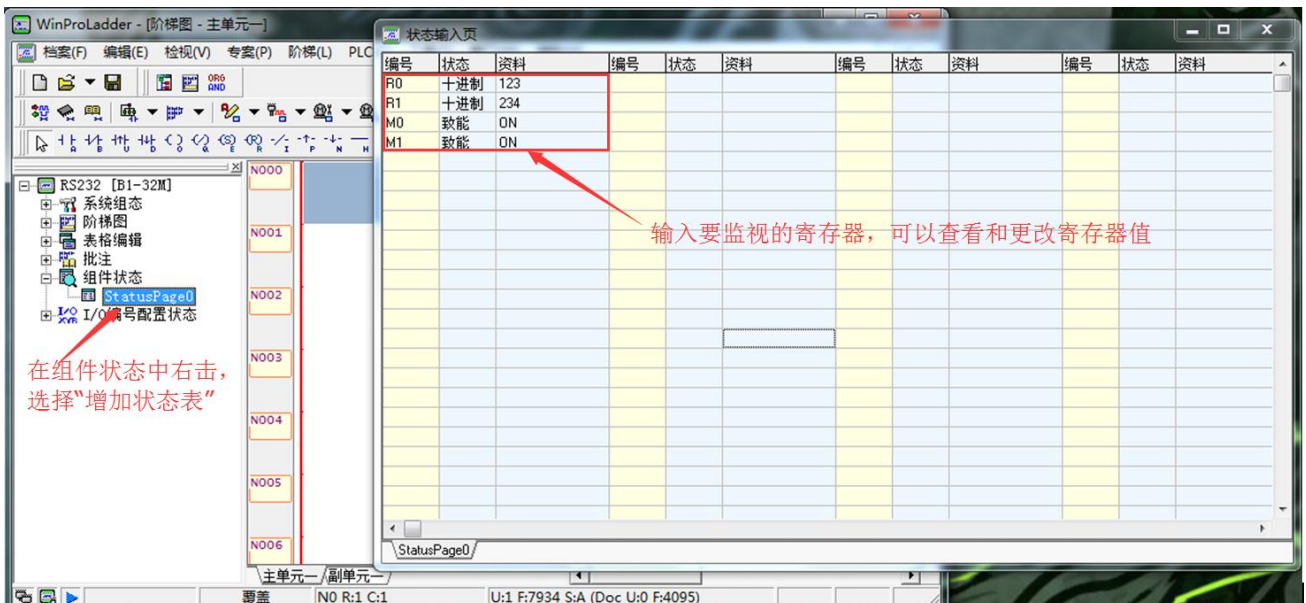 WinProLadder - [阶梯图 - 主单元一]
档案(F) 编辑(E) 检视(V) 专案(P) 阶梯(L) PLC
ORG
AND
A B U D O Q E R I P N H
RS232 [B1-32M]
系统组态
阶梯图
表格编辑
批注
组件状态
StatusPage0
I/O编号配置状态
在组件状态中右击,
选择“增加状态表”
N000
N001
N002
N003
N004
N005
N006
主单元一 副单元一
覆盖 N0 R:1 C:1 U:1 F:7934 S:A (Doc U:0 F:4095)
状态输入页
编号 状态 资料 编号 状态 资料 编号 状态 资料 编号 状态 资料
R0 十进制 123
R1 十进制 234
M0 致能 ON
M1 致能 ON
输入要监视的寄存器，可以查看和更改寄存器值
StatusPage0